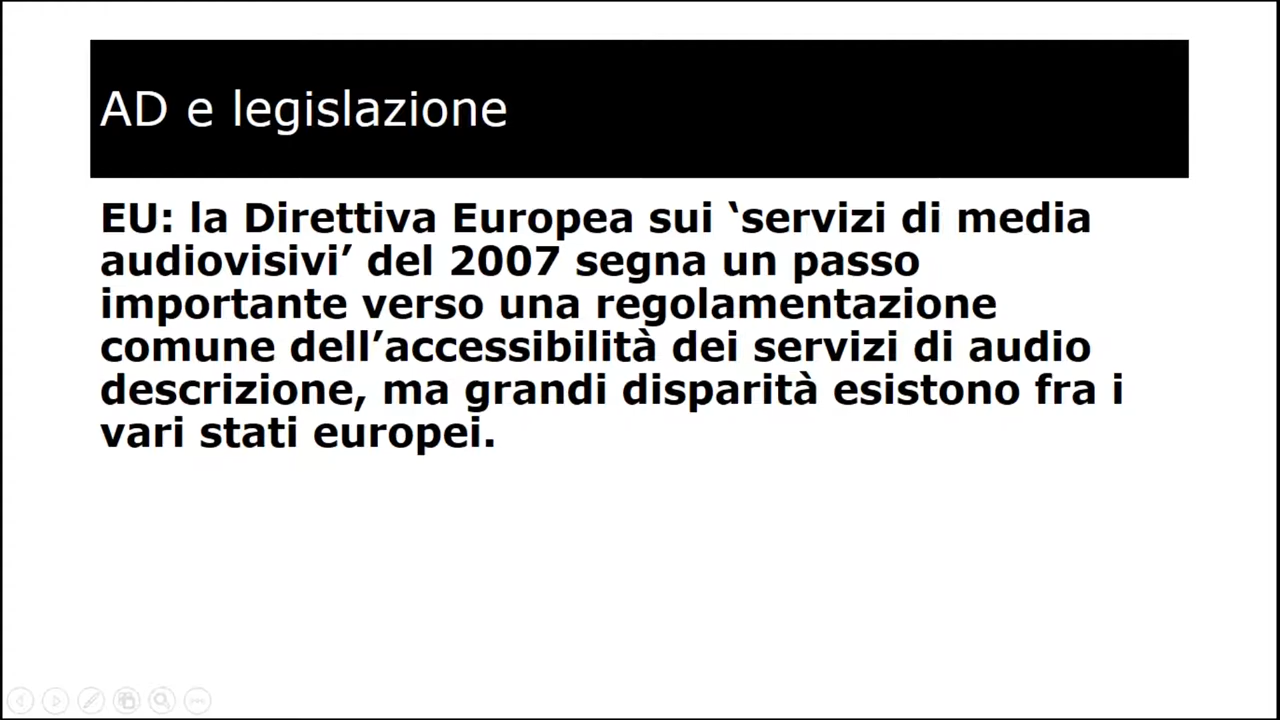 AD e legislazione
EU: la Direttiva Europea sui ‘servizi di media
audiovisivi’ del 2007 segna un passo
importante verso una regolamentazione
comune dell’accessibilità dei servizi di audio
descrizione, ma grandi disparità esistono fra i
vari stati europei.